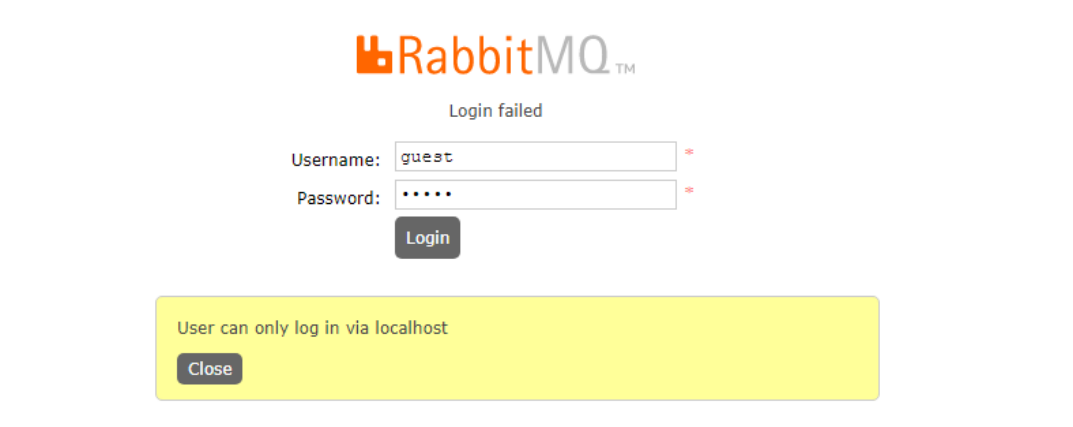 RabbitMQ™
Login failed
Username: guest *
Password: ••••• *
Login
User can only log in via localhost
Close